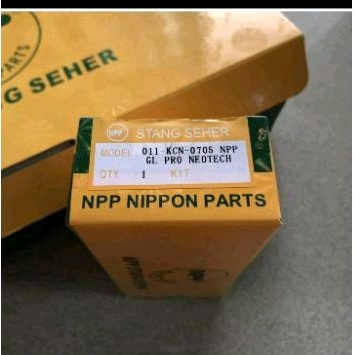 PARTS
G SEHER
NPP STANG SEHER
MODEL 011-KCN-0705 NPP
GL PRO NEOTECH
QTY 1 KIT
NPP NIPPON PARTS